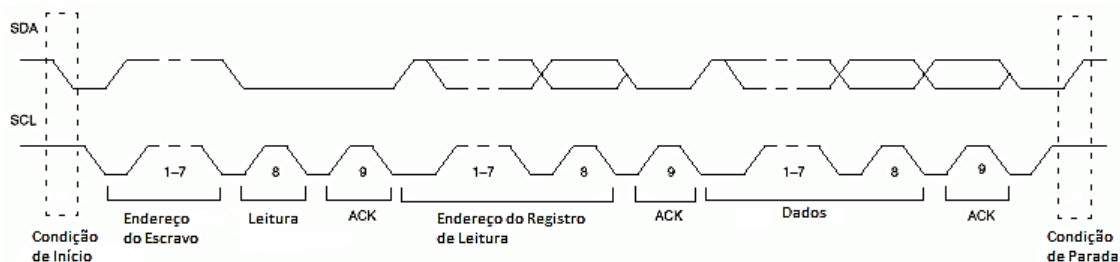 SDA
SCL
1–7
8
9
1–7
8
9
1–7
8
9
Endereço
do Escravo
Leitura
ACK
Endereço do Registro
de Leitura
ACK
Dados
ACK
Condição
de Início
Condição
de Parada